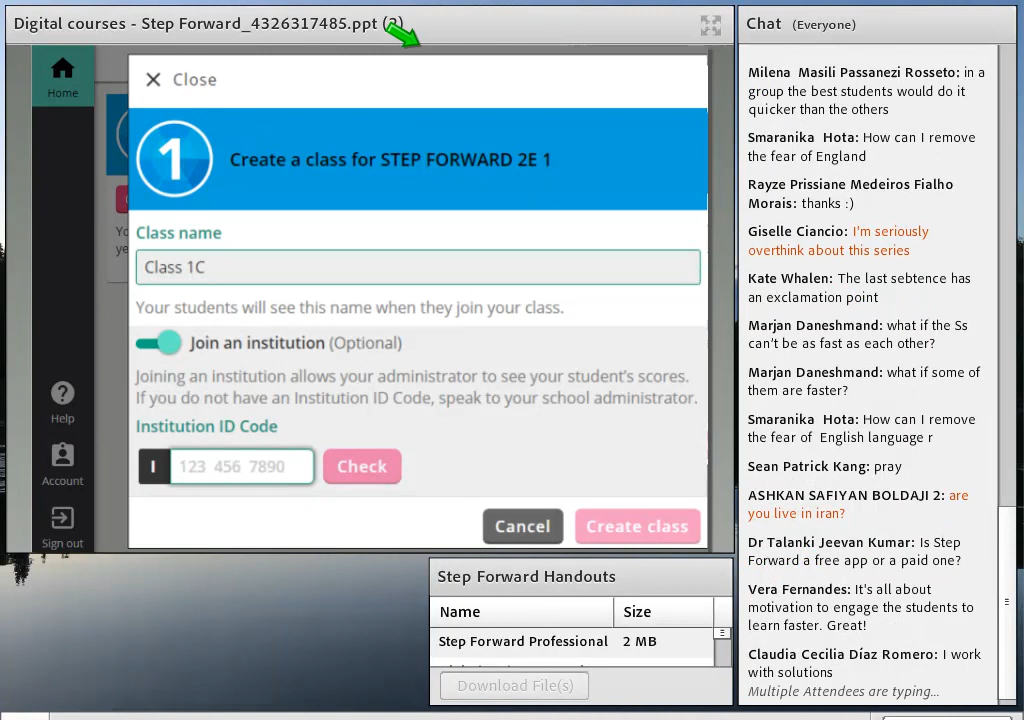 Digital courses - Step Forward_4326317485.ppt (2)
Home
Close
1
Create a class for STEP FORWARD 2E 1
Class name
Class 1C
Your students will see this name when they join your class.
Join an institution (Optional)
Joining an institution allows your administrator to see your student's scores.
If you do not have an Institution ID Code, speak to your school administrator.
Institution ID Code
I 123 456 7890 Check
Cancel Create class
Help
Account
Sign out
Step Forward Handouts
Name Size
Step Forward Professional 2 MB
Download File(s)
Chat (Everyone)
Milena Masili Passanezi Rosseto: in a
group the best students would do it
quicker than the others
Smaranika Hota: How can I remove
the fear of England
Rayze Prissiane Medeiros Fialho
Morais: thanks :)
Giselle Ciancio: I'm seriously
overthink about this series
Kate Whalen: The last sebtence has
an exclamation point
Marjan Daneshmand: what if the Ss
can't be as fast as each other?
Marjan Daneshmand: what if some of
them are faster?
Smaranika Hota: How can I remove
the fear of English language r
Sean Patrick Kang: pray
ASHKAN SAFIYAN BOLDAJI 2: are
you live in iran?
Dr Talanki Jeevan Kumar: Is Step
Forward a free app or a paid one?
Vera Fernandes: It's all about
motivation to engage the students to
learn faster. Great!
Claudia Cecilia Díaz Romero: I work
with solutions
Multiple Attendees are typing...